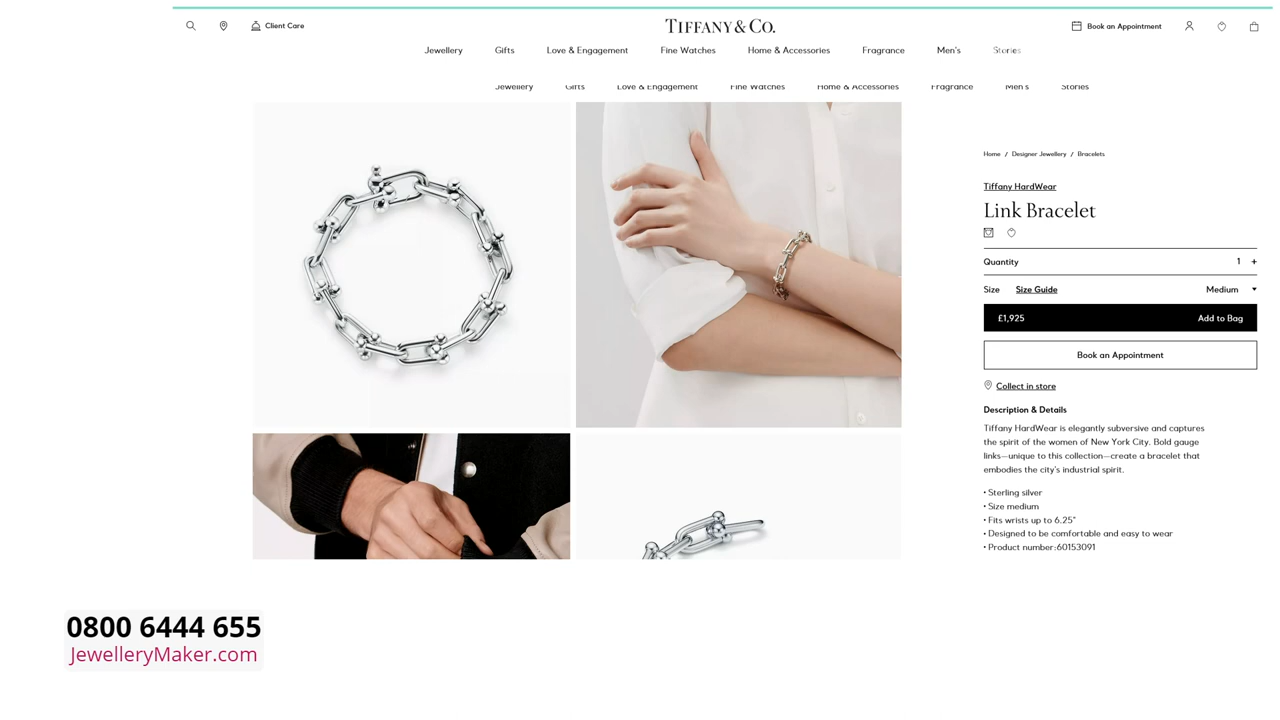 Client Care
TIFFANY & CO.
Book an Appointment
Jewellery Gifts Love & Engagement Fine Watches Home & Accessories Fragrance Men's Stories
Jewellery Gifts Love & Engagement Fine Watches Home & Accessories Fragrance Men's Stories
Home / Designer Jewellery / Bracelets
Tiffany HardWear
Link Bracelet
Quantity 1 +
Size Size Guide Medium
£1,925 Add to Bag
Book an Appointment
Collect in store
Description & Details
Tiffany HardWear is elegantly subversive and captures
the spirit of the women of New York City. Bold gauge
links—unique to this collection—create a bracelet that
embodies the city's industrial spirit.
• Sterling silver
• Size medium
• Fits wrists up to 6.25"
• Designed to be comfortable and easy to wear
• Product number:60153091
0800 6444 655
JewelleryMaker.com